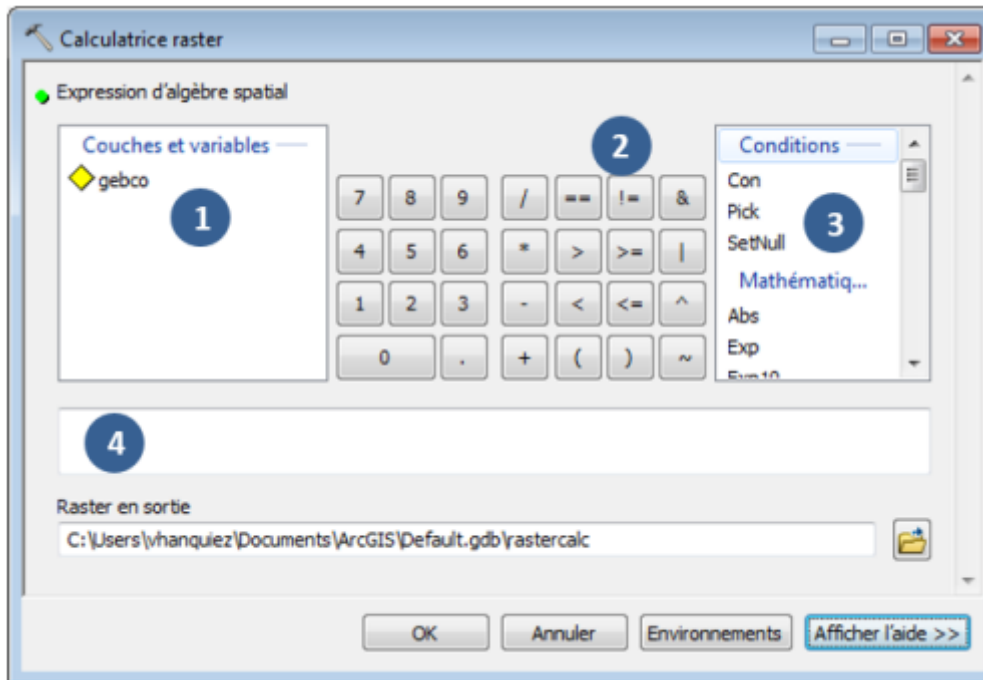 Calculatrice raster
Expression d'algèbre spatial
Couches et variables
gebco
1
2
7 8 9 / == != &
4 5 6 * > >= |
1 2 3 - < <= ^
0 . + ( ) ~
Conditions
Con
Pick
SetNull
3
Mathématiq...
Abs
Exp
Exp10
4
Raster en sortie
C:\Users\vhanquiez\Documents\ArcGIS\Default.gdb\rastercalc
OK Annuler Environnements Afficher l'aide >>